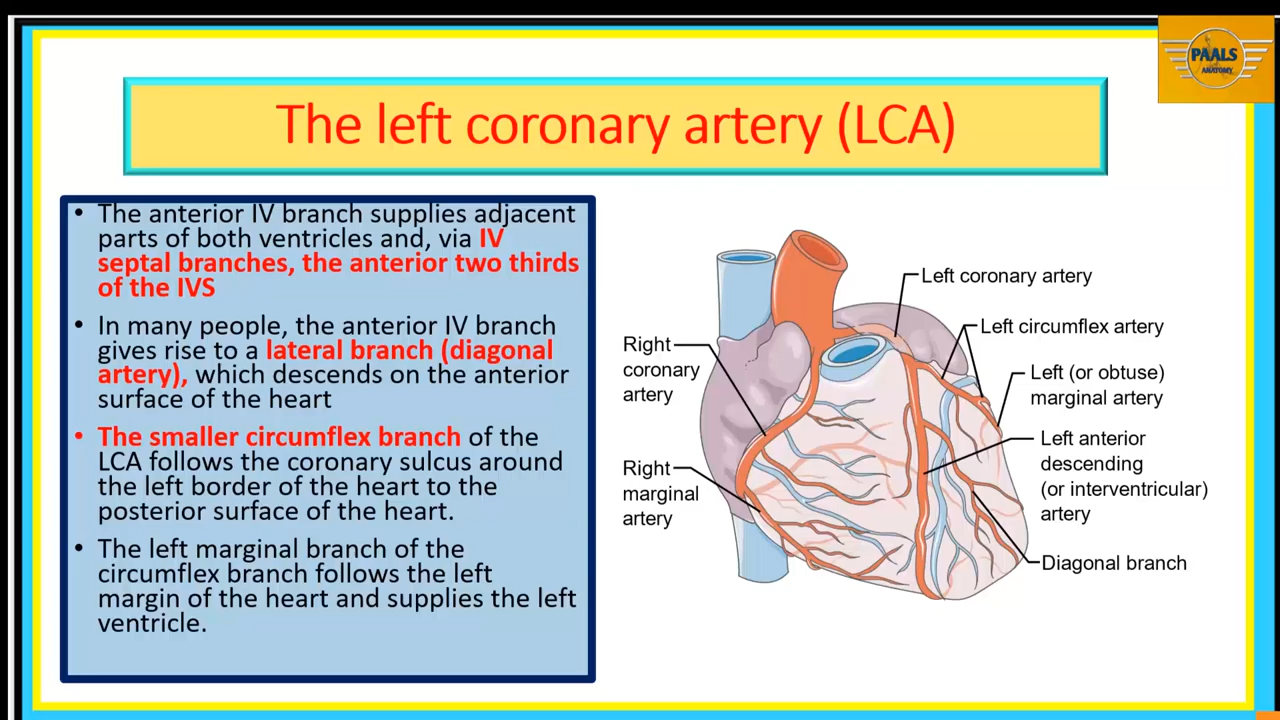 PAALS
ANATOMY
The left coronary artery (LCA)
• The anterior IV branch supplies adjacent
parts of both ventricles and, via IV
septal branches, the anterior two thirds
of the IVS
• In many people, the anterior IV branch
gives rise to a lateral branch (diagonal
artery), which descends on the anterior
surface of the heart
• The smaller circumflex branch of the
LCA follows the coronary sulcus around
the left border of the heart to the
posterior surface of the heart.
• The left marginal branch of the
circumflex branch follows the left
margin of the heart and supplies the left
ventricle.
Left coronary artery
Left circumflex artery
Right
coronary
artery
Left (or obtuse)
marginal artery
Left anterior
descending
(or interventricular)
artery
Right
marginal
artery
Diagonal branch